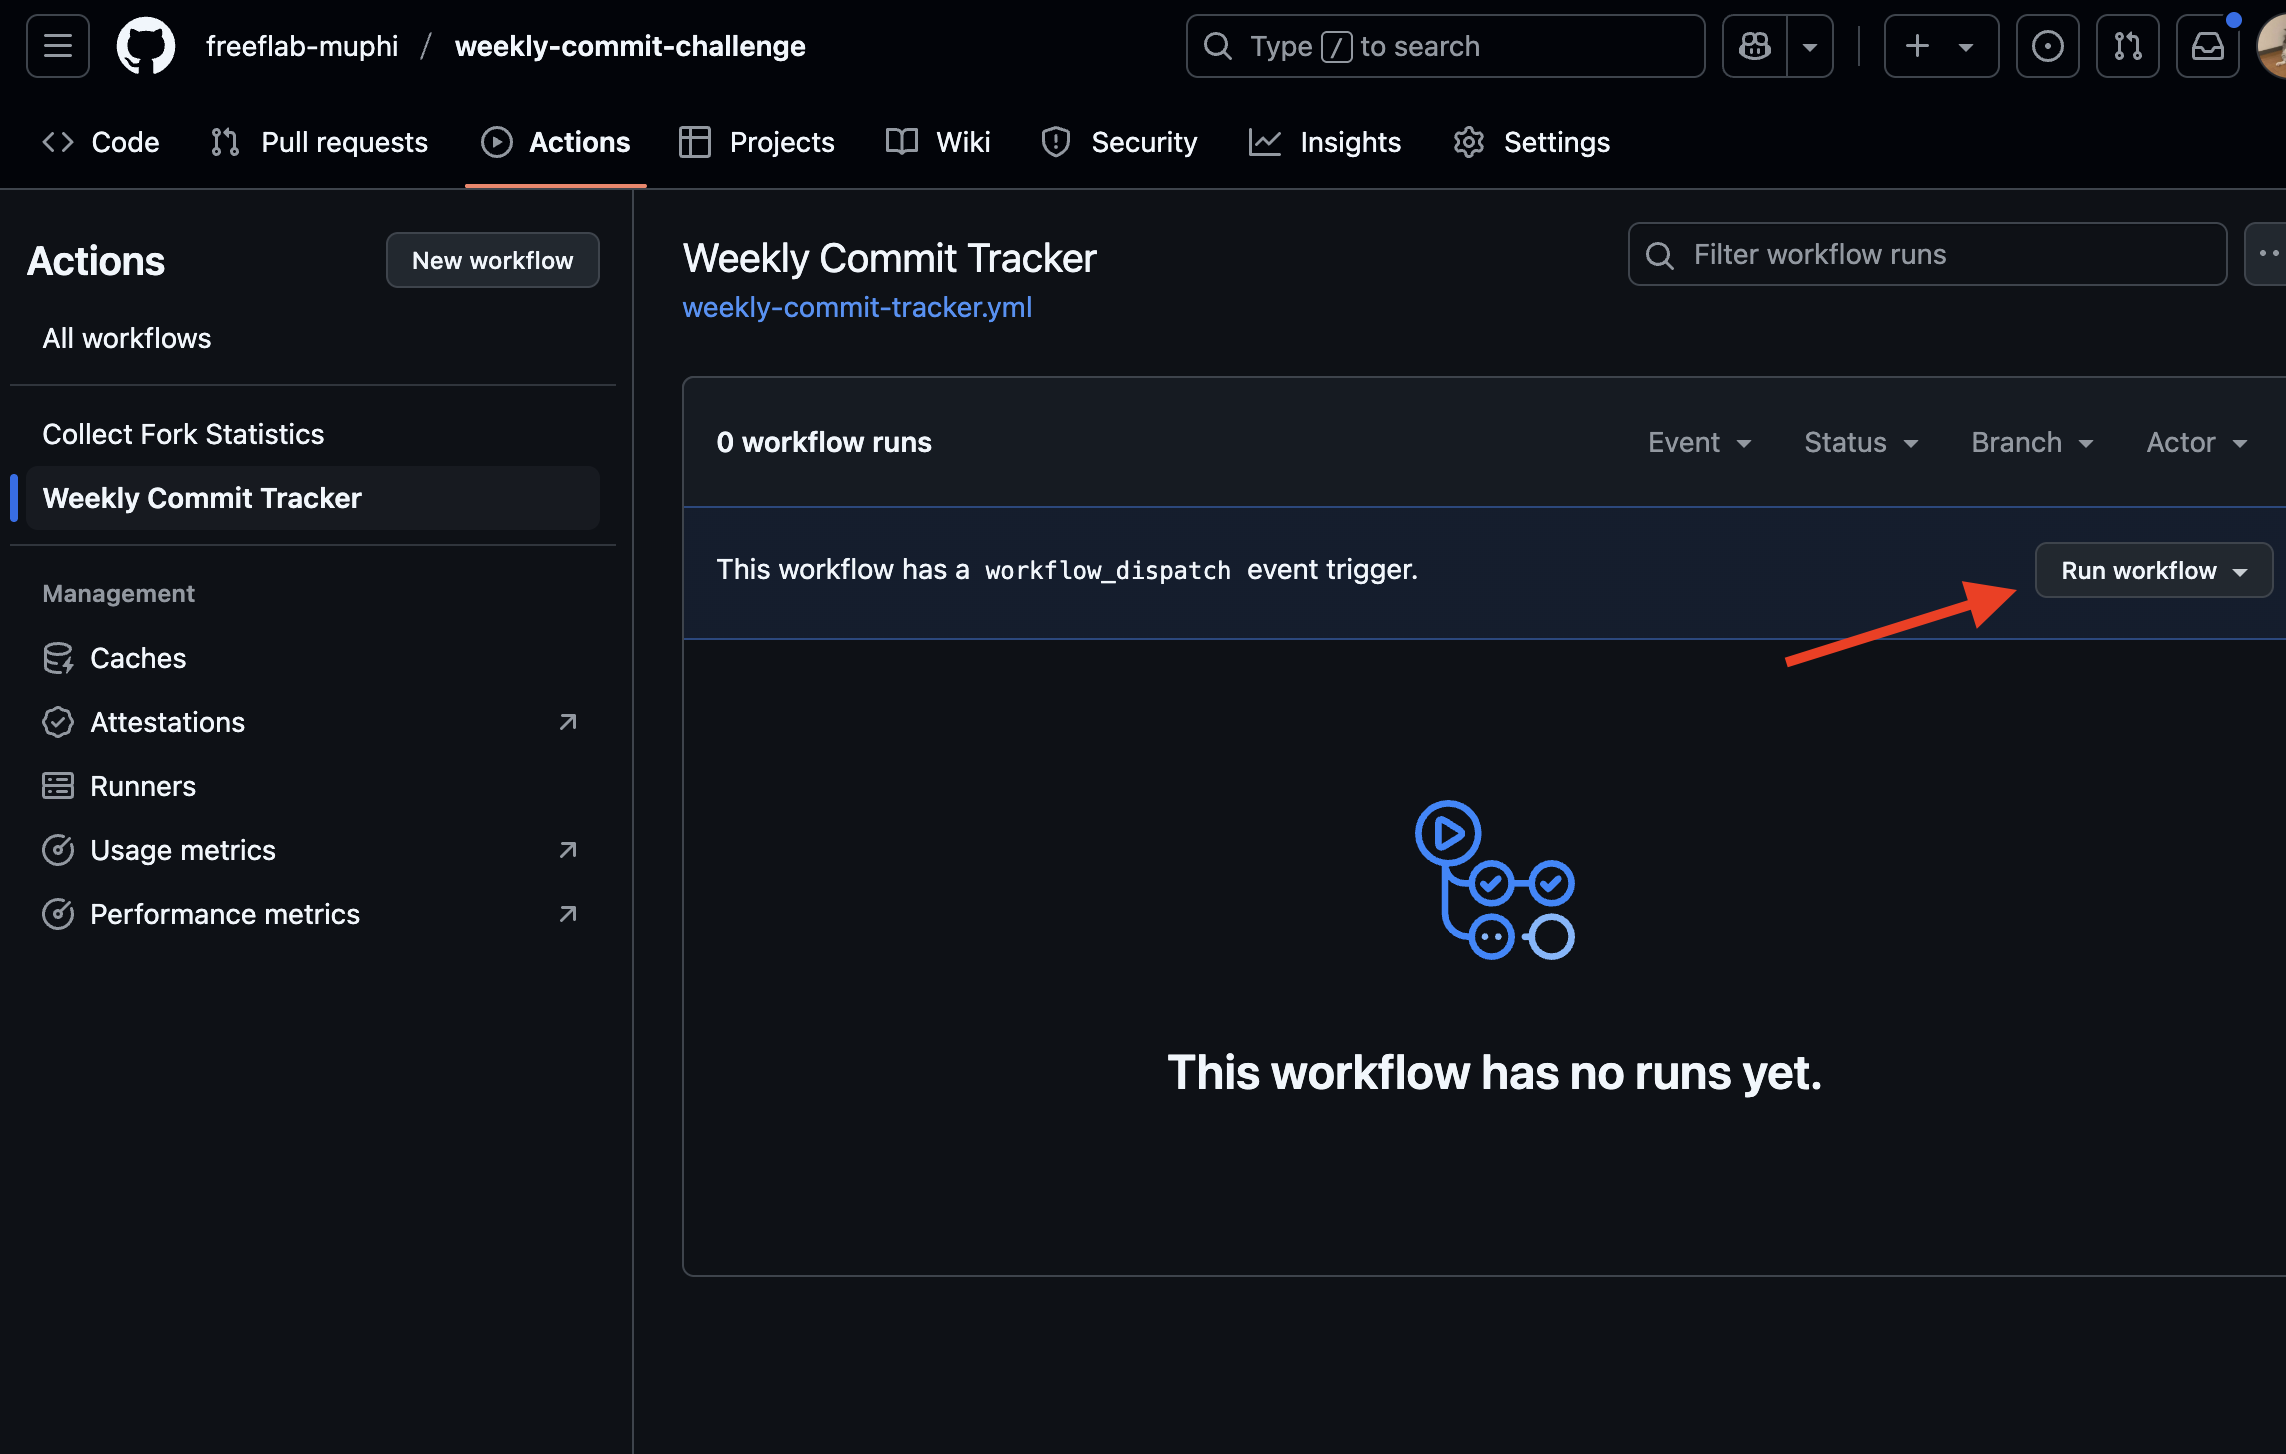 freeflab-muphi / weekly-commit-challenge
Type / to search
Code
Pull requests
Actions
Projects
Wiki
Security
Insights
Settings
Actions
New workflow
All workflows
Collect Fork Statistics
Weekly Commit Tracker
Management
Caches
Attestations
Runners
Usage metrics
Performance metrics
Weekly Commit Tracker
weekly-commit-tracker.yml
Filter workflow runs
0 workflow runs
Event
Status
Branch
Actor
This workflow has a workflow_dispatch event trigger.
Run workflow
This workflow has no runs yet.